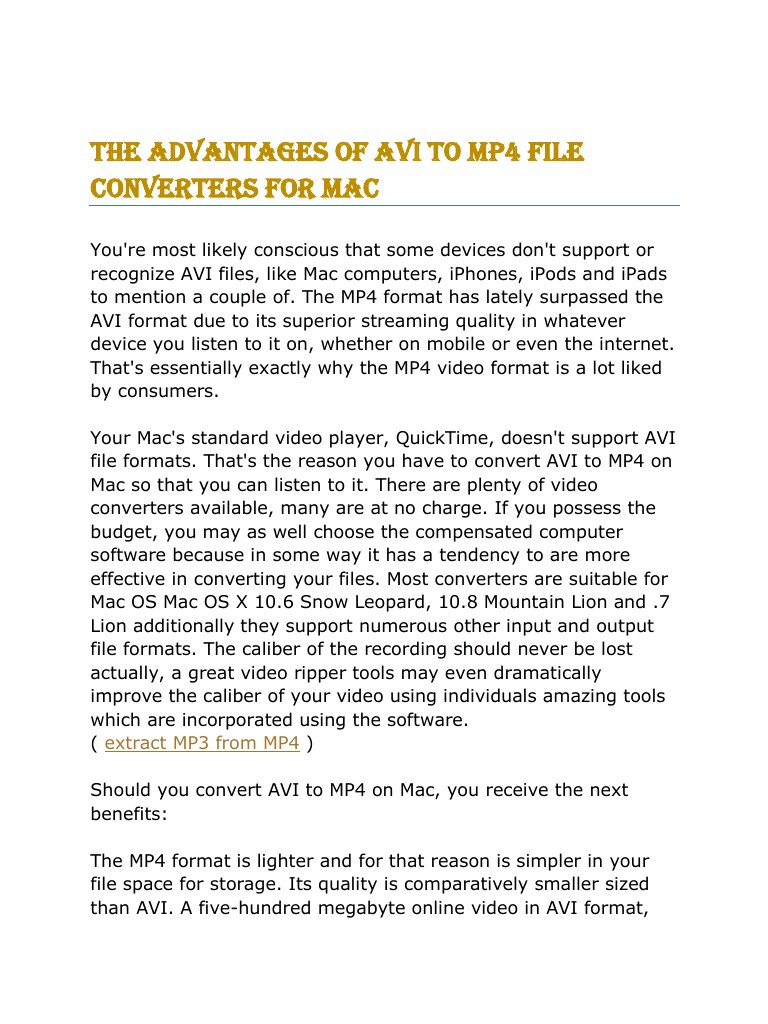 THE ADVANTAGES OF AVI TO MP4 FILE
CONVERTERS FOR MAC
You're most likely conscious that some devices don't support or
recognize AVI files, like Mac computers, iPhones, iPods and iPads
to mention a couple of. The MP4 format has lately surpassed the
AVI format due to its superior streaming quality in whatever
device you listen to it on, whether on mobile or even the internet.
That's essentially exactly why the MP4 video format is a lot liked
by consumers.
Your Mac's standard video player, QuickTime, doesn't support AVI
file formats. That's the reason you have to convert AVI to MP4 on
Mac so that you can listen to it. There are plenty of video
converters available, many are at no charge. If you possess the
budget, you may as well choose the compensated computer
software because in some way it has a tendency to are more
effective in converting your files. Most converters are suitable for
Mac OS Mac OS X 10.6 Snow Leopard, 10.8 Mountain Lion and .7
Lion additionally they support numerous other input and output
file formats. The caliber of the recording should never be lost
actually, a great video ripper tools may even dramatically
improve the caliber of your video using individuals amazing tools
which are incorporated using the software.
( extract MP3 from MP4 )
Should you convert AVI to MP4 on Mac, you receive the next
benefits:
The MP4 format is lighter and for that reason is simpler in your
file space for storage. Its quality is comparatively smaller sized
than AVI. A five-hundred megabyte online video in AVI format,